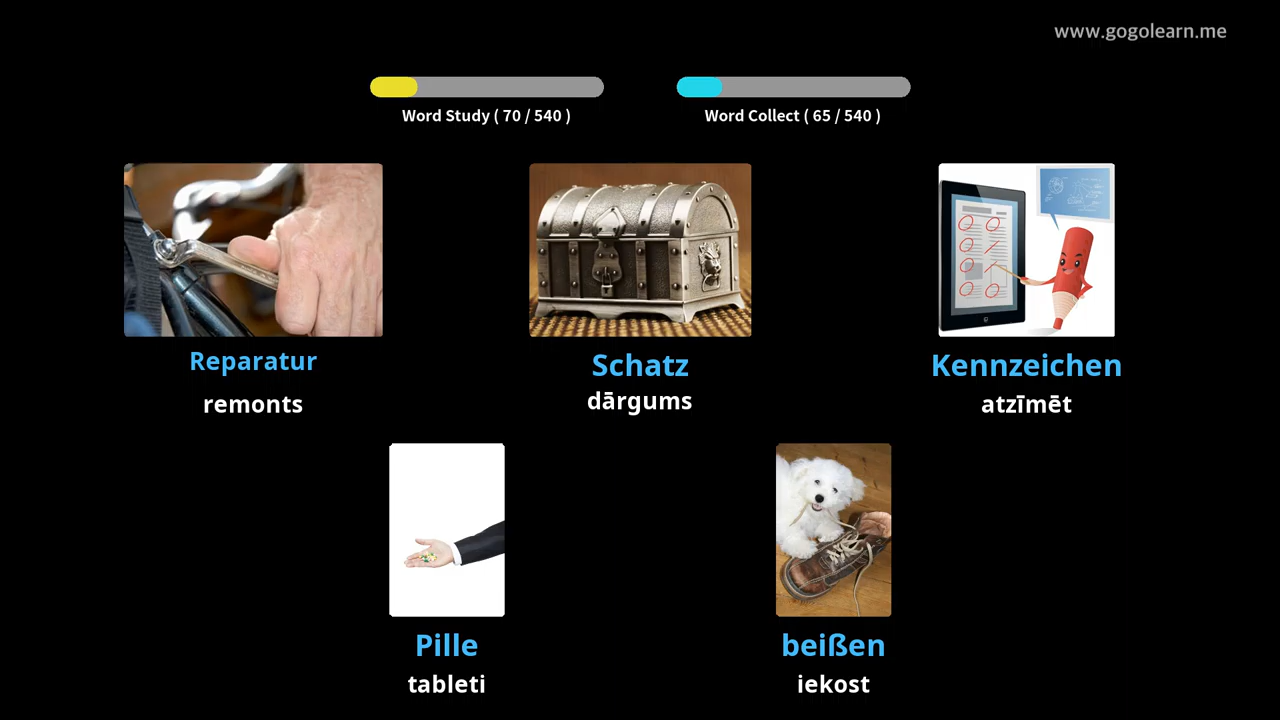 www.gogolearn.me
Word Study ( 70 / 540 )
Word Collect ( 65 / 540 )
Reparatur
remonts
Schatz
dārgums
Kennzeichen
atzīmēt
Pille
tableti
beißen
iekost